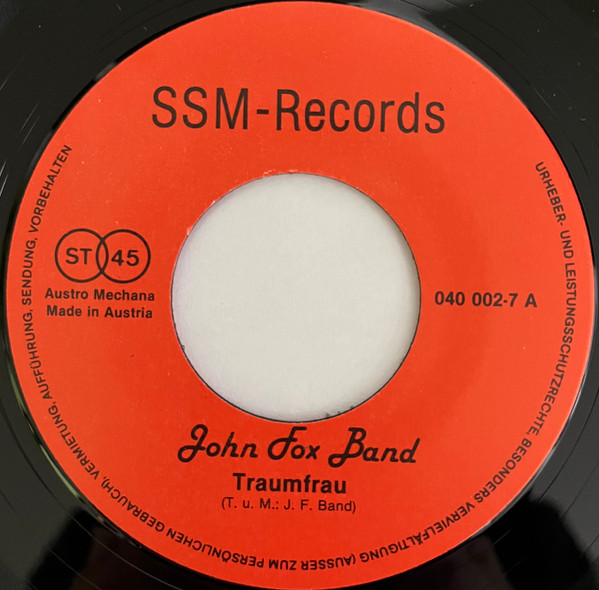 SSM-Records
ST 45
Austro Mechana
Made in Austria
040 002-7 A
John Fox Band
Traumfrau
(T. u. M.: J. F. Band)
URHEBER- UND LEISTUNGSSCHUTZRECHTE, BESONDERS VERVIELFÄLTIGUNG (AUSSER ZUM PERSÖNLICHEN GEBRAUCH), VERMIETUNG, AUFFÜHRUNG, SENDUNG, VORBEHALTEN